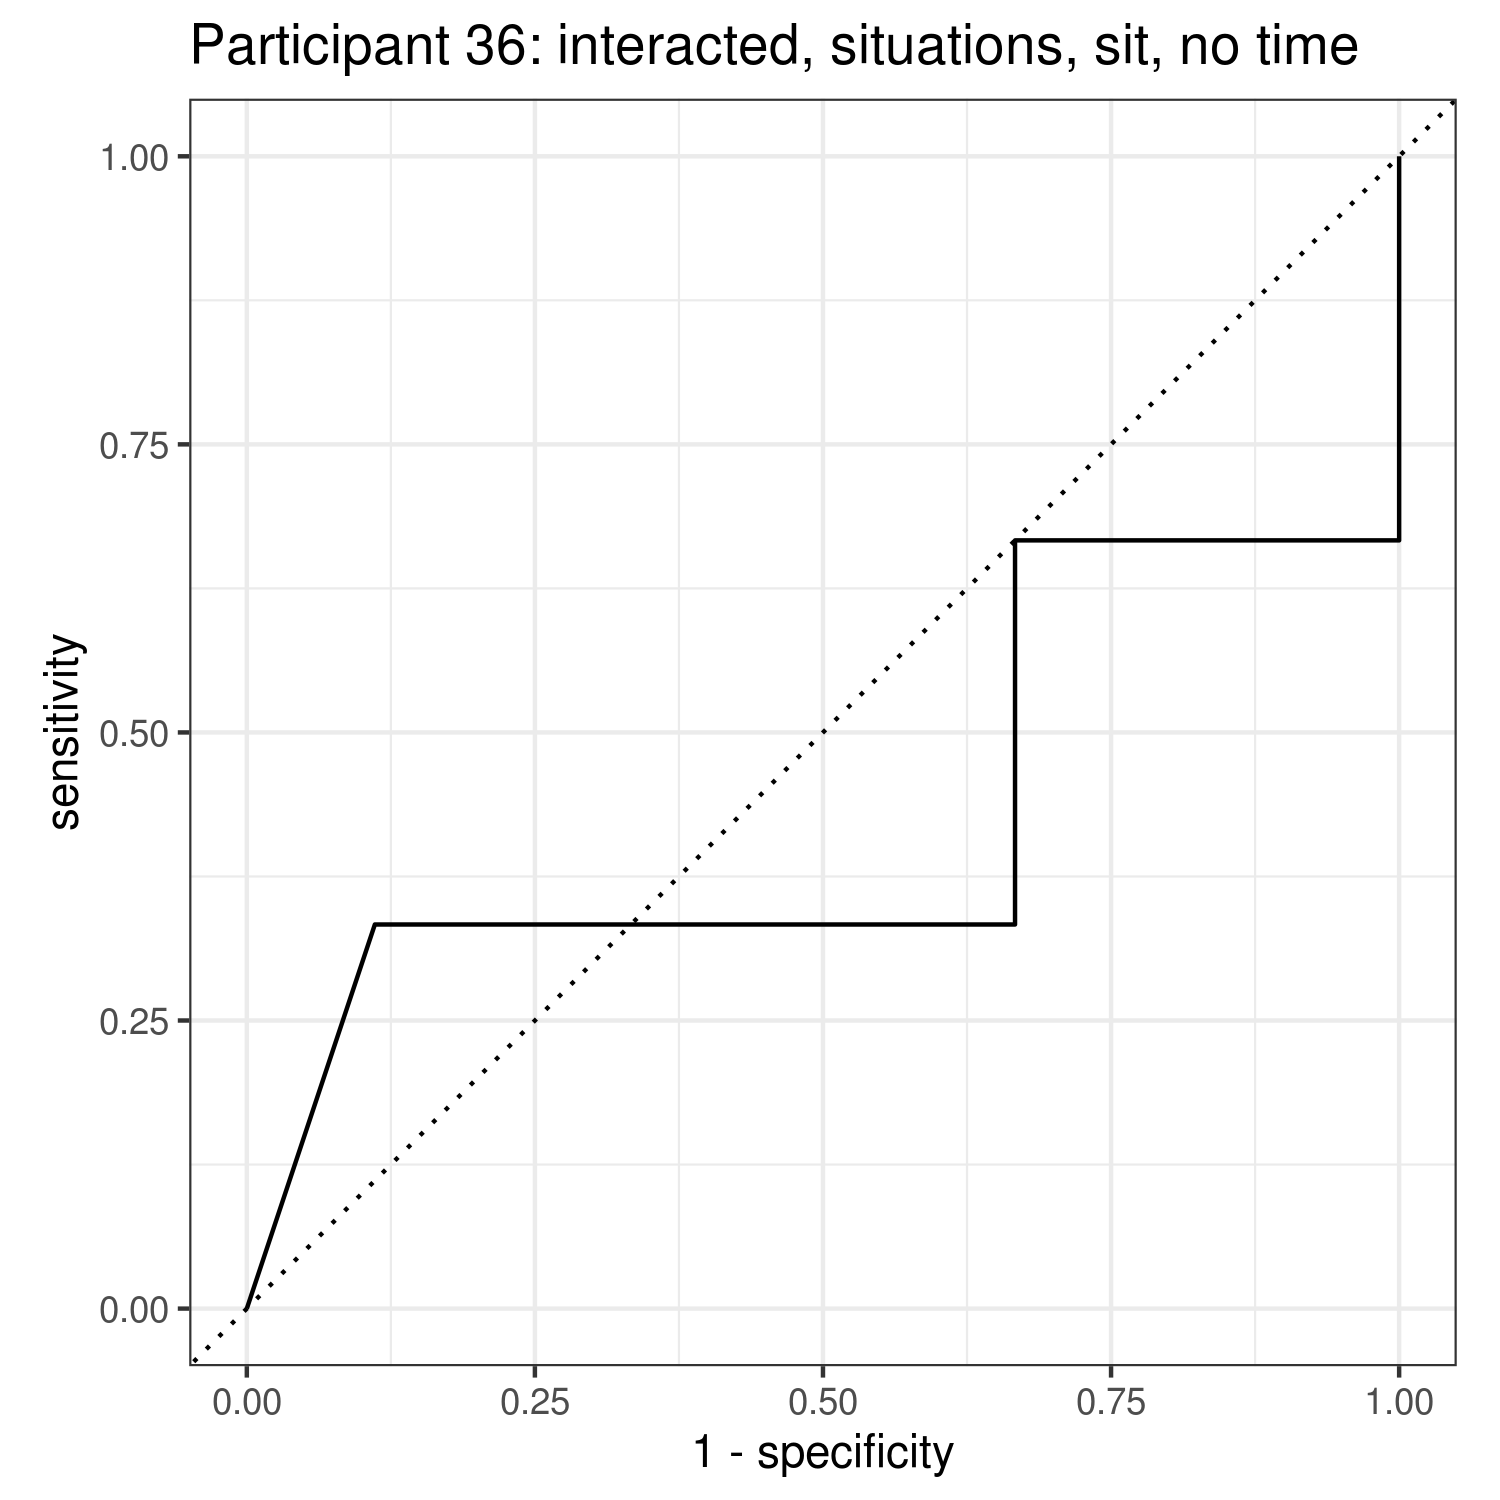 Participant 36: interacted, situations, sit, no time
1.00
0.75
0.50
0.25
0.00
sensitivity
0.00 0.25 0.50 0.75 1.00
1 - specificity